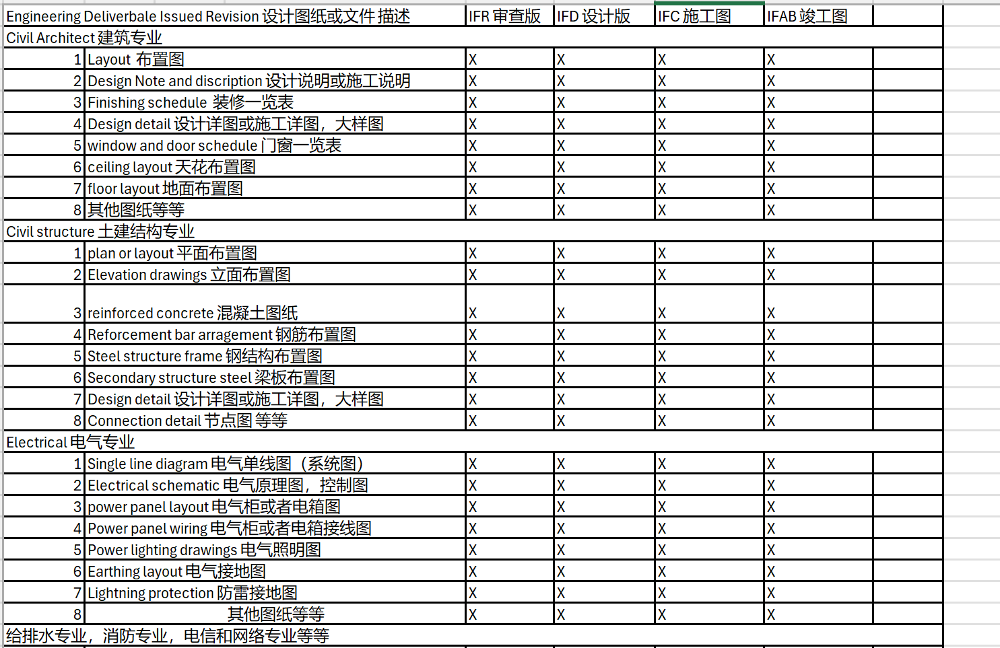 Engineering Deliverbale Issued Revision 设计图纸或文件 描述 IFR 审查版 IFD 设计版 IFC 施工图 IFAB 竣工图
Civil Architect 建筑专业
1 Layout 布置图 X X X X
2 Design Note and discription 设计说明或施工说明 X X X X
3 Finishing schedule 装修一览表 X X X X
4 Design detail 设计详图或施工详图，大样图 X X X X
5 window and door schedule 门窗一览表 X X X X
6 ceiling layout 天花布置图 X X X X
7 floor layout 地面布置图 X X X X
8 其他图纸等等 X X X X
Civil structure 土建结构专业
1 plan or layout 平面布置图 X X X X
2 Elevation drawings 立面布置图 X X X X
3 reinforced concrete 混凝土图纸 X X X X
4 Reforcement bar arragement 钢筋布置图 X X X X
5 Steel structure frame 钢结构布置图 X X X X
6 Secondary structure steel 梁板布置图 X X X X
7 Design detail 设计详图或施工详图，大样图 X X X X
8 Connection detail 节点图 等等 X X X X
Electrical 电气专业
1 Single line diagram 电气单线图（系统图） X X X X
2 Electrical schematic 电气原理图，控制图 X X X X
3 power panel layout 电气柜或者电箱图 X X X X
4 Power panel wiring 电气柜或者电箱接线图 X X X X
5 Power lighting drawings 电气照明图 X X X X
6 Earthing layout 电气接地图 X X X X
7 Lightning protection 防雷接地图 X X X X
8 其他图纸等等 X X X X
给排水专业，消防专业，电信和网络专业等等